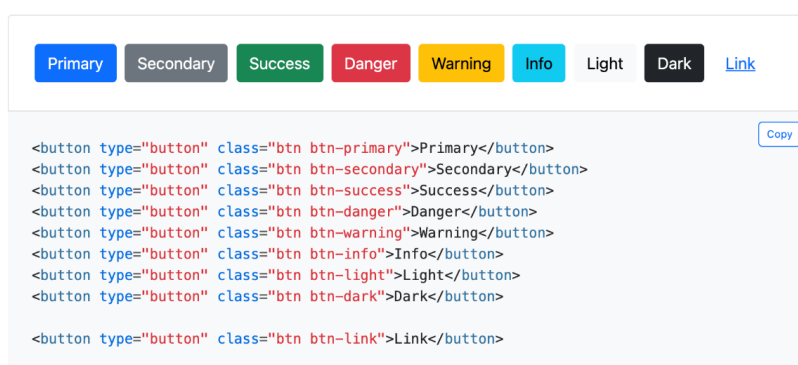 Primary Secondary Success Danger Warning Info Light Dark Link
Copy
<button type="button" class="btn btn-primary">Primary</button>
<button type="button" class="btn btn-secondary">Secondary</button>
<button type="button" class="btn btn-success">Success</button>
<button type="button" class="btn btn-danger">Danger</button>
<button type="button" class="btn btn-warning">Warning</button>
<button type="button" class="btn btn-info">Info</button>
<button type="button" class="btn btn-light">Light</button>
<button type="button" class="btn btn-dark">Dark</button>
<button type="button" class="btn btn-link">Link</button>